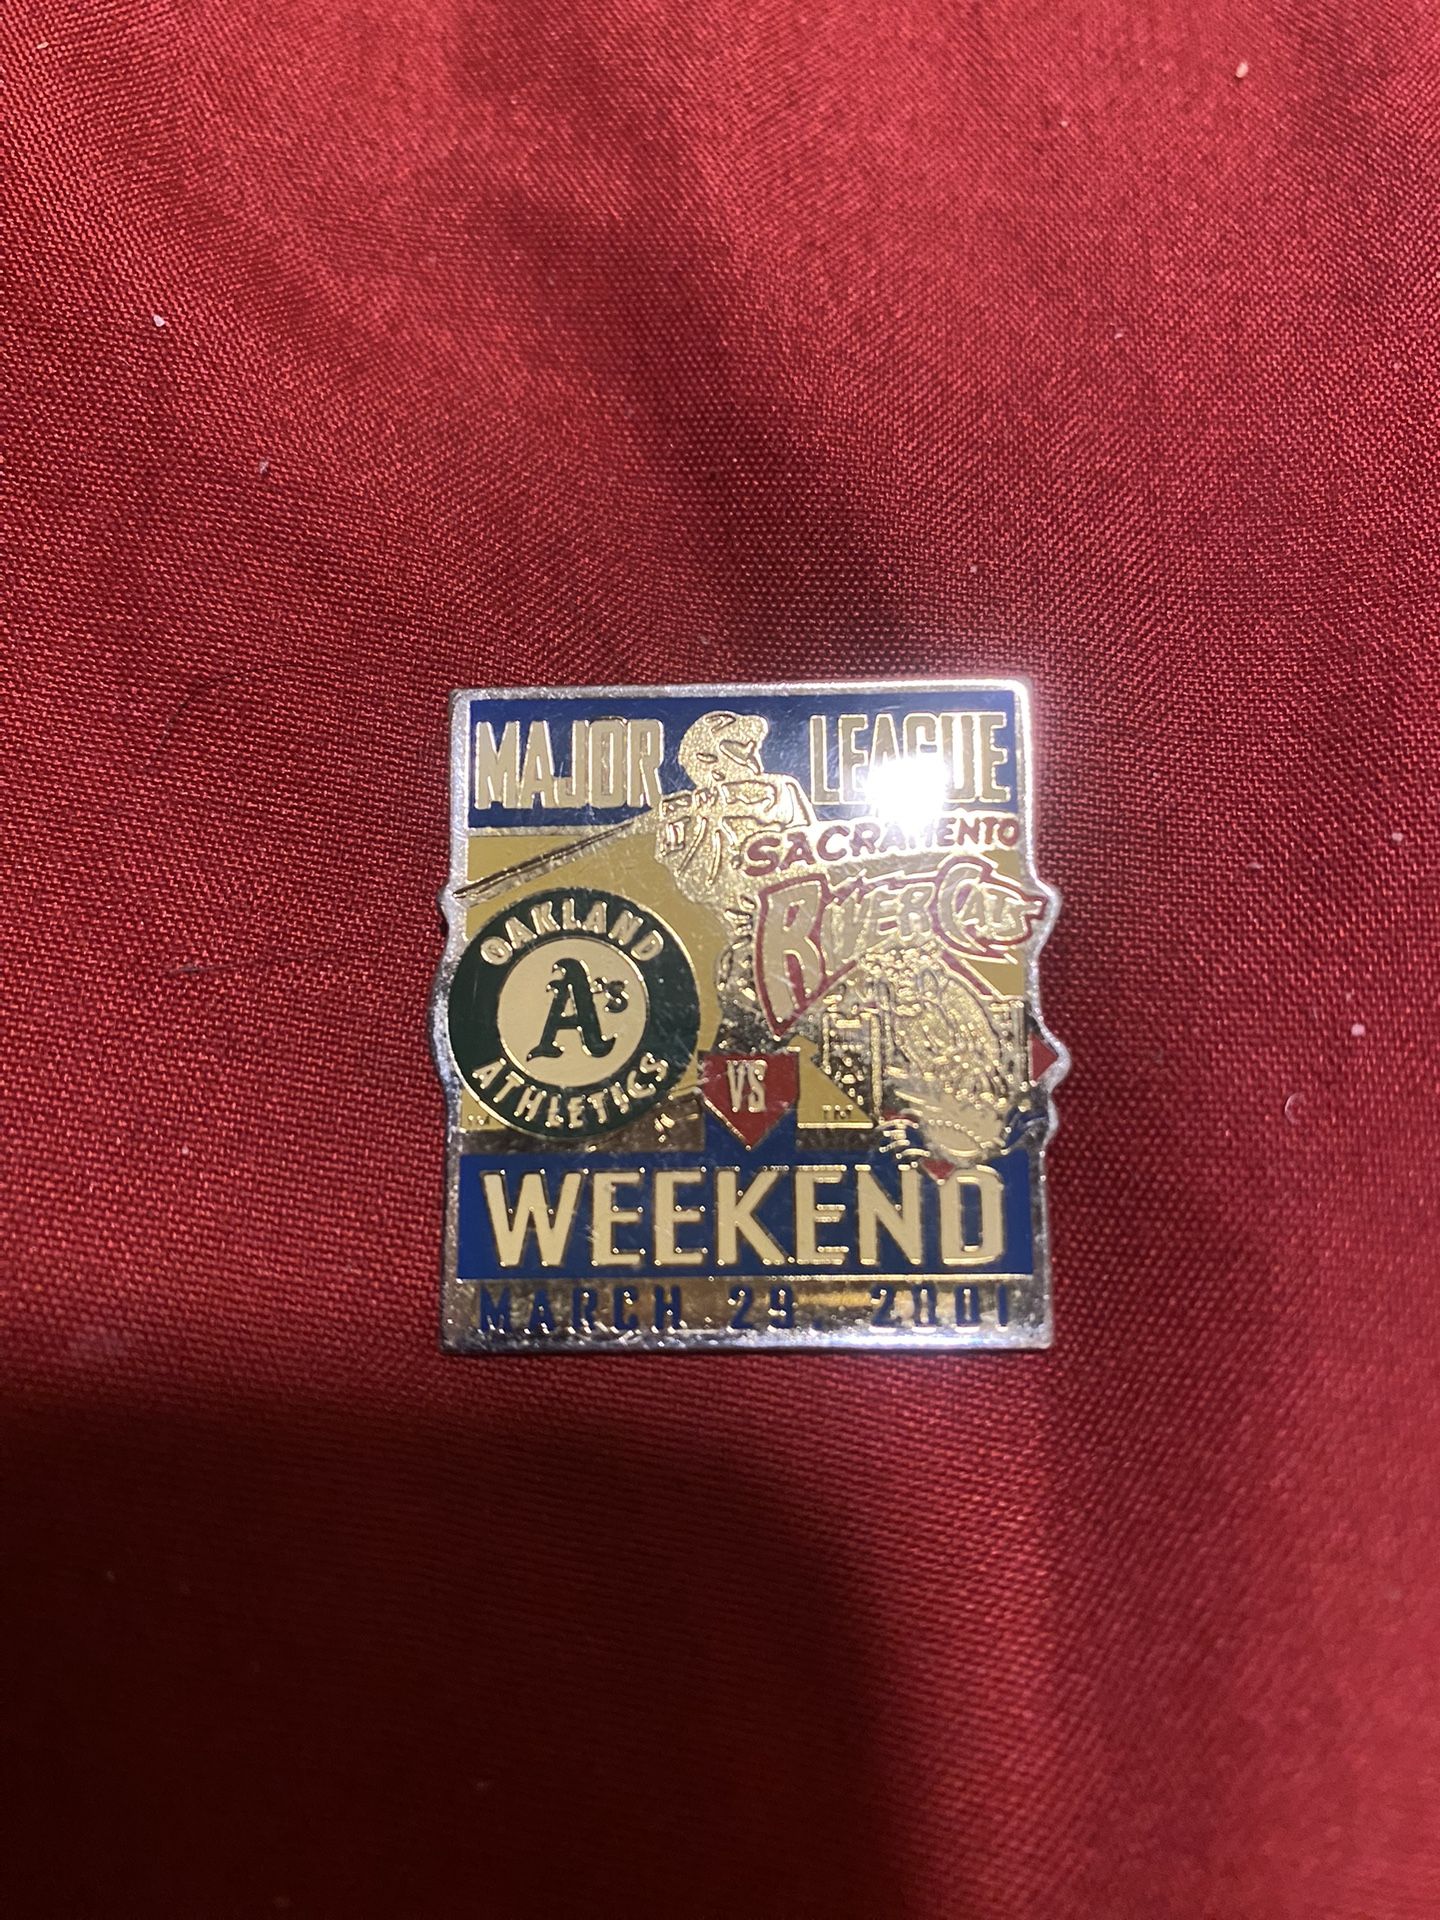 MAJOR LEAGUE
SACRAMENTO
RIVER CATS
OAKLAND
A's
ATHLETICS
VS
WEEKEND
MARCH 29, 2001